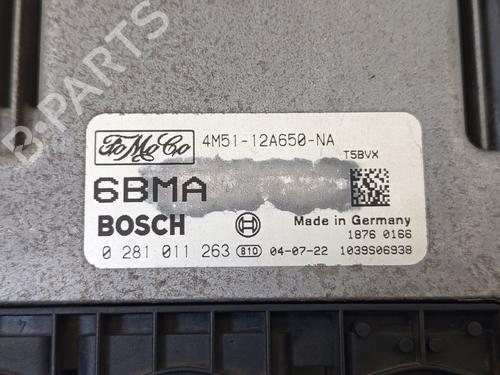 B-PARTS
FoMoCo 4M51-12A650-NA
T5BVX
6BMA
BOSCH Made in Germany
1876 0166
0 281 011 263 810 04-07-22 1039S06938